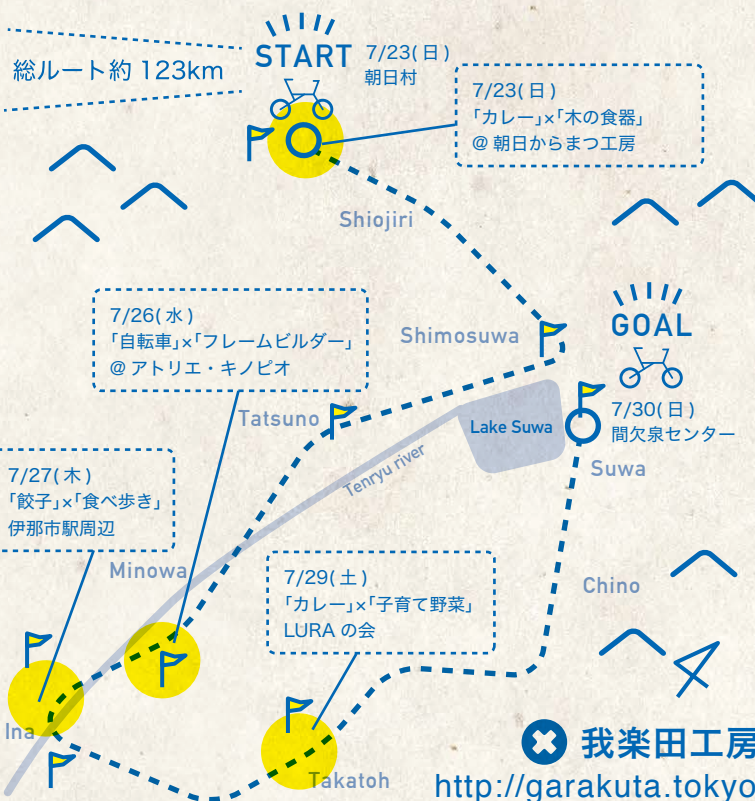 総ルート約 123km
START
7/23(日)
朝日村
7/23(日)
「カレー」×「木の食器」
@ 朝日からまつ工房
Shiojiri
7/26(水)
「自転車」×「フレームビルダー」
@ アトリエ・キノピオ
Shimosuwa
GOAL
7/30(日)
間欠泉センター
Tatsuno
Lake Suwa
Suwa
Tenryu river
7/27(木)
「餃子」×「食べ歩き」
伊那市駅周辺
Minowa
7/29(土)
「カレー」×「子育て野菜」
LURA の会
Chino
Ina
Takatoh
我楽田工房
http://garakuta.tokyo